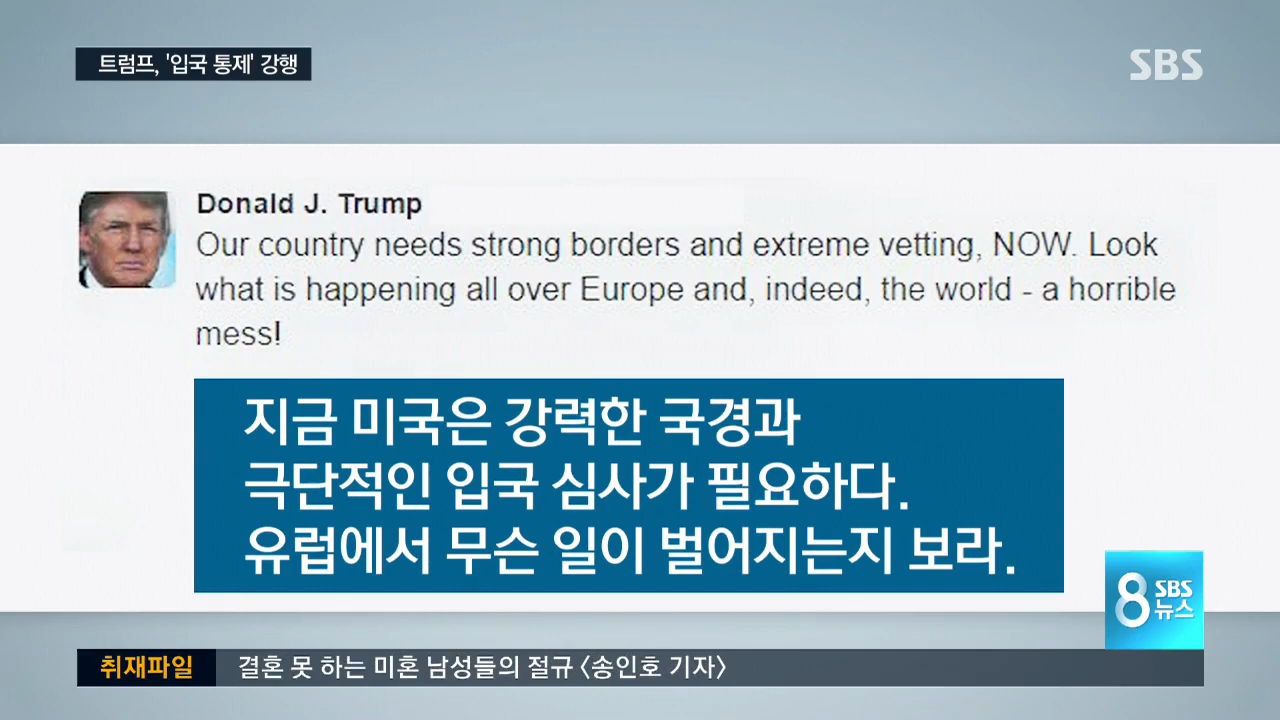 트럼프, '입국 통제' 강행
SBS
Donald J. Trump
Our country needs strong borders and extreme vetting, NOW. Look
what is happening all over Europe and, indeed, the world - a horrible
mess!
지금 미국은 강력한 국경과
극단적인 입국 심사가 필요하다.
유럽에서 무슨 일이 벌어지는지 보라.
8 SBS
뉴스
취재파일 결혼 못 하는 미혼 남성들의 절규 〈송인호 기자〉